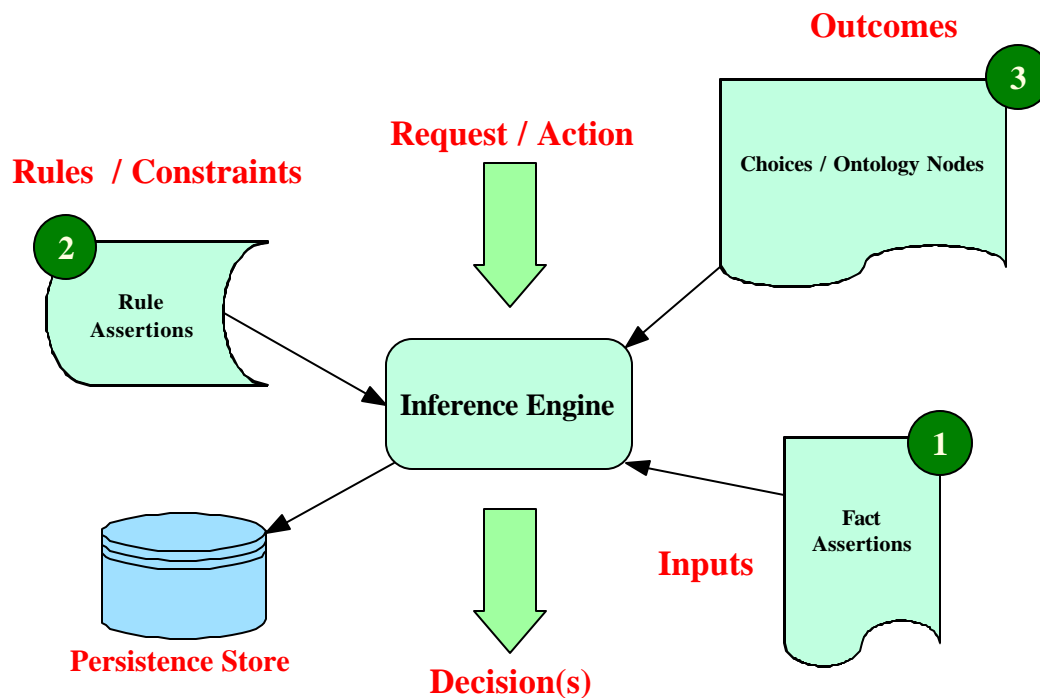 Outcomes
3
Request / Action
Choices / Ontology Nodes
Rules / Constraints
2
Rule
Assertions
Inference Engine
1
Fact
Assertions
Inputs
Persistence Store
Decision(s)